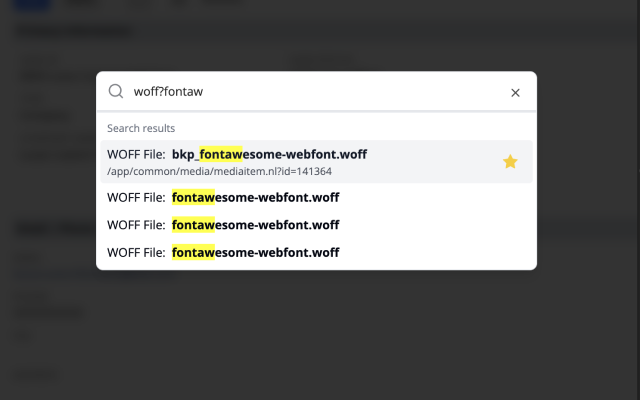 woff?fontaw
Search results
WOFF File: bkp_fontawesome-webfont.woff
/app/common/media/mediaitem.nl?id=141364
WOFF File: fontawesome-webfont.woff
WOFF File: fontawesome-webfont.woff
WOFF File: fontawesome-webfont.woff